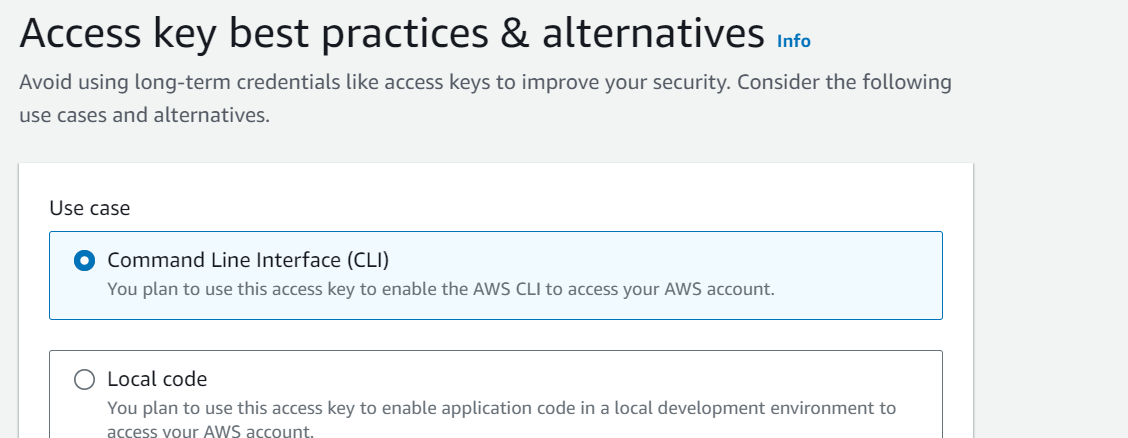 Access key best practices & alternatives Info
Avoid using long-term credentials like access keys to improve your security. Consider the following
use cases and alternatives.
Use case
Command Line Interface (CLI)
You plan to use this access key to enable the AWS CLI to access your AWS account.
Local code
You plan to use this access key to enable application code in a local development environment to
access your AWS account.